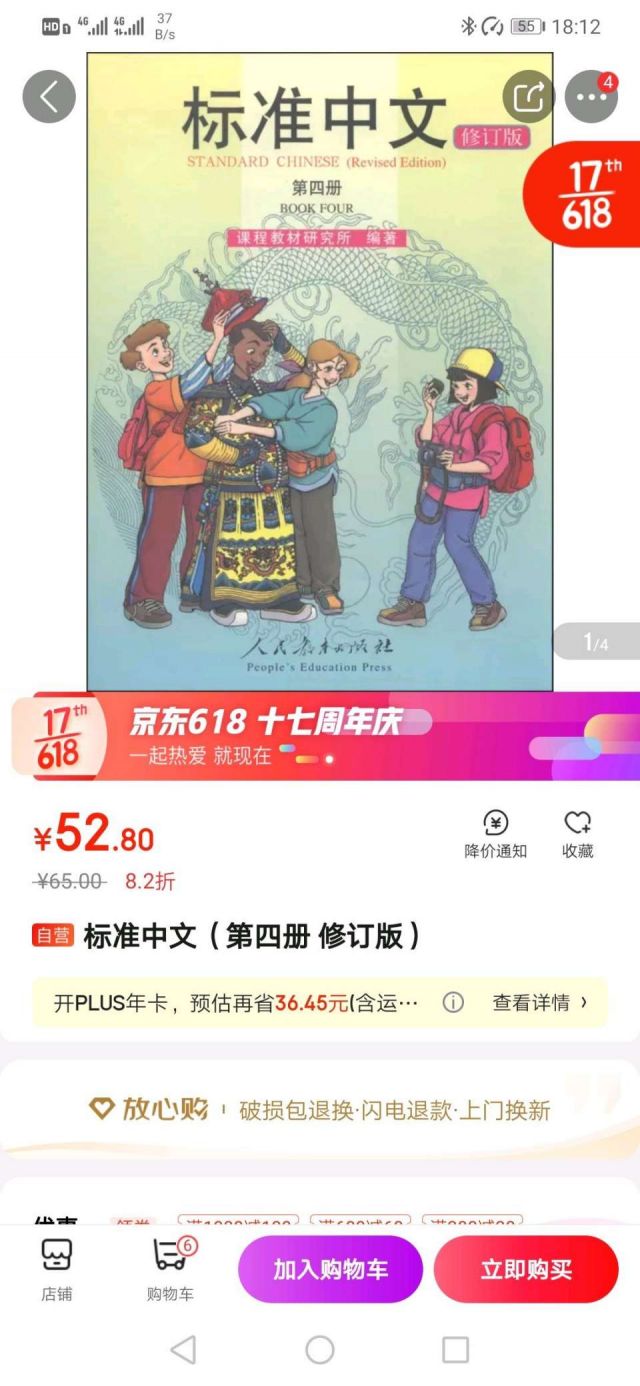 HD 4G 4G 37 B/s 55 18:12
4
标准中文 修订版
STANDARD CHINESE (Revised Edition)
第四册
BOOK FOUR
课程教材研究所 编著
17th
618
人民教育出版社
People's Education Press
1/4
17th
618
京东618 十七周年庆
一起热爱 就现在
¥52.80
降价通知
收藏
¥65.00 8.2折
自营 标准中文（第四册 修订版）
开PLUS年卡，预估再省36.45元(含运… 查看详情
放心购 破损包退换·闪电退款·上门换新
优惠 领券
店铺
6
购物车
加入购物车
立即购买